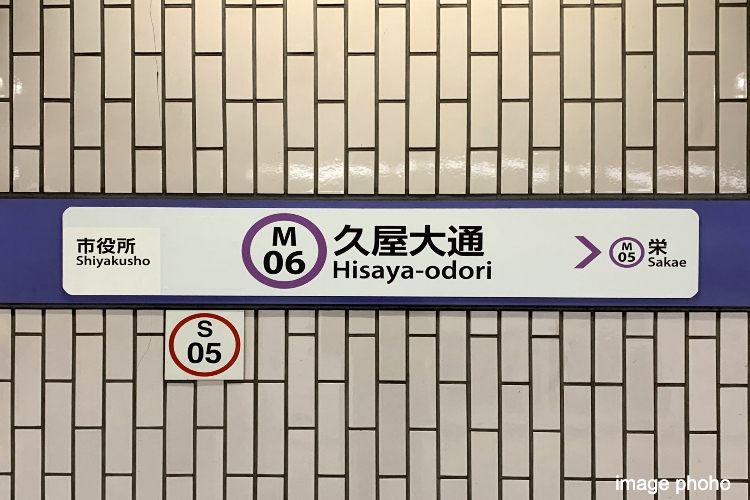 市役所
Shiyakusho
M
06
久屋大通
Hisaya-odori
M
05
栄
Sakae
S
05
image phoho